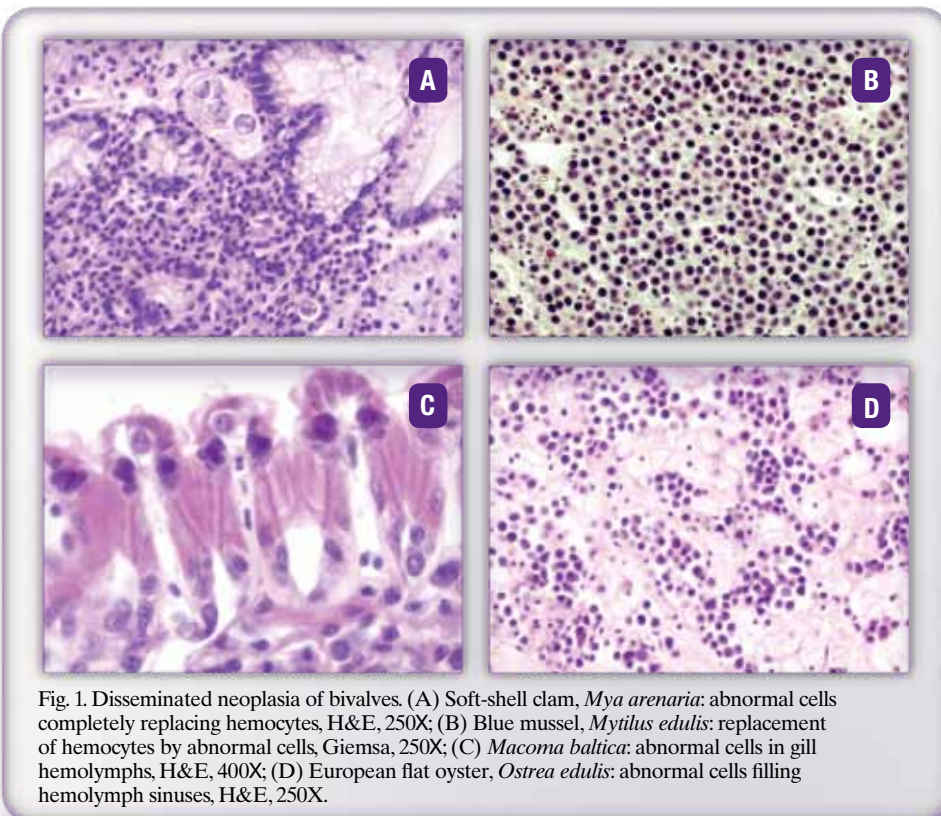 A
B
C
D
Fig. 1. Disseminated neoplasia of bivalves. (A) Soft-shell clam, Mya arenaria: abnormal cells
completely replacing hemocytes, H&E, 250X; (B) Blue mussel, Mytilus edulis: replacement
of hemocytes by abnormal cells, Giemsa, 250X; (C) Macoma baltica: abnormal cells in gill
hemolymphs, H&E, 400X; (D) European flat oyster, Ostrea edulis: abnormal cells filling
hemolymph sinuses, H&E, 250X.